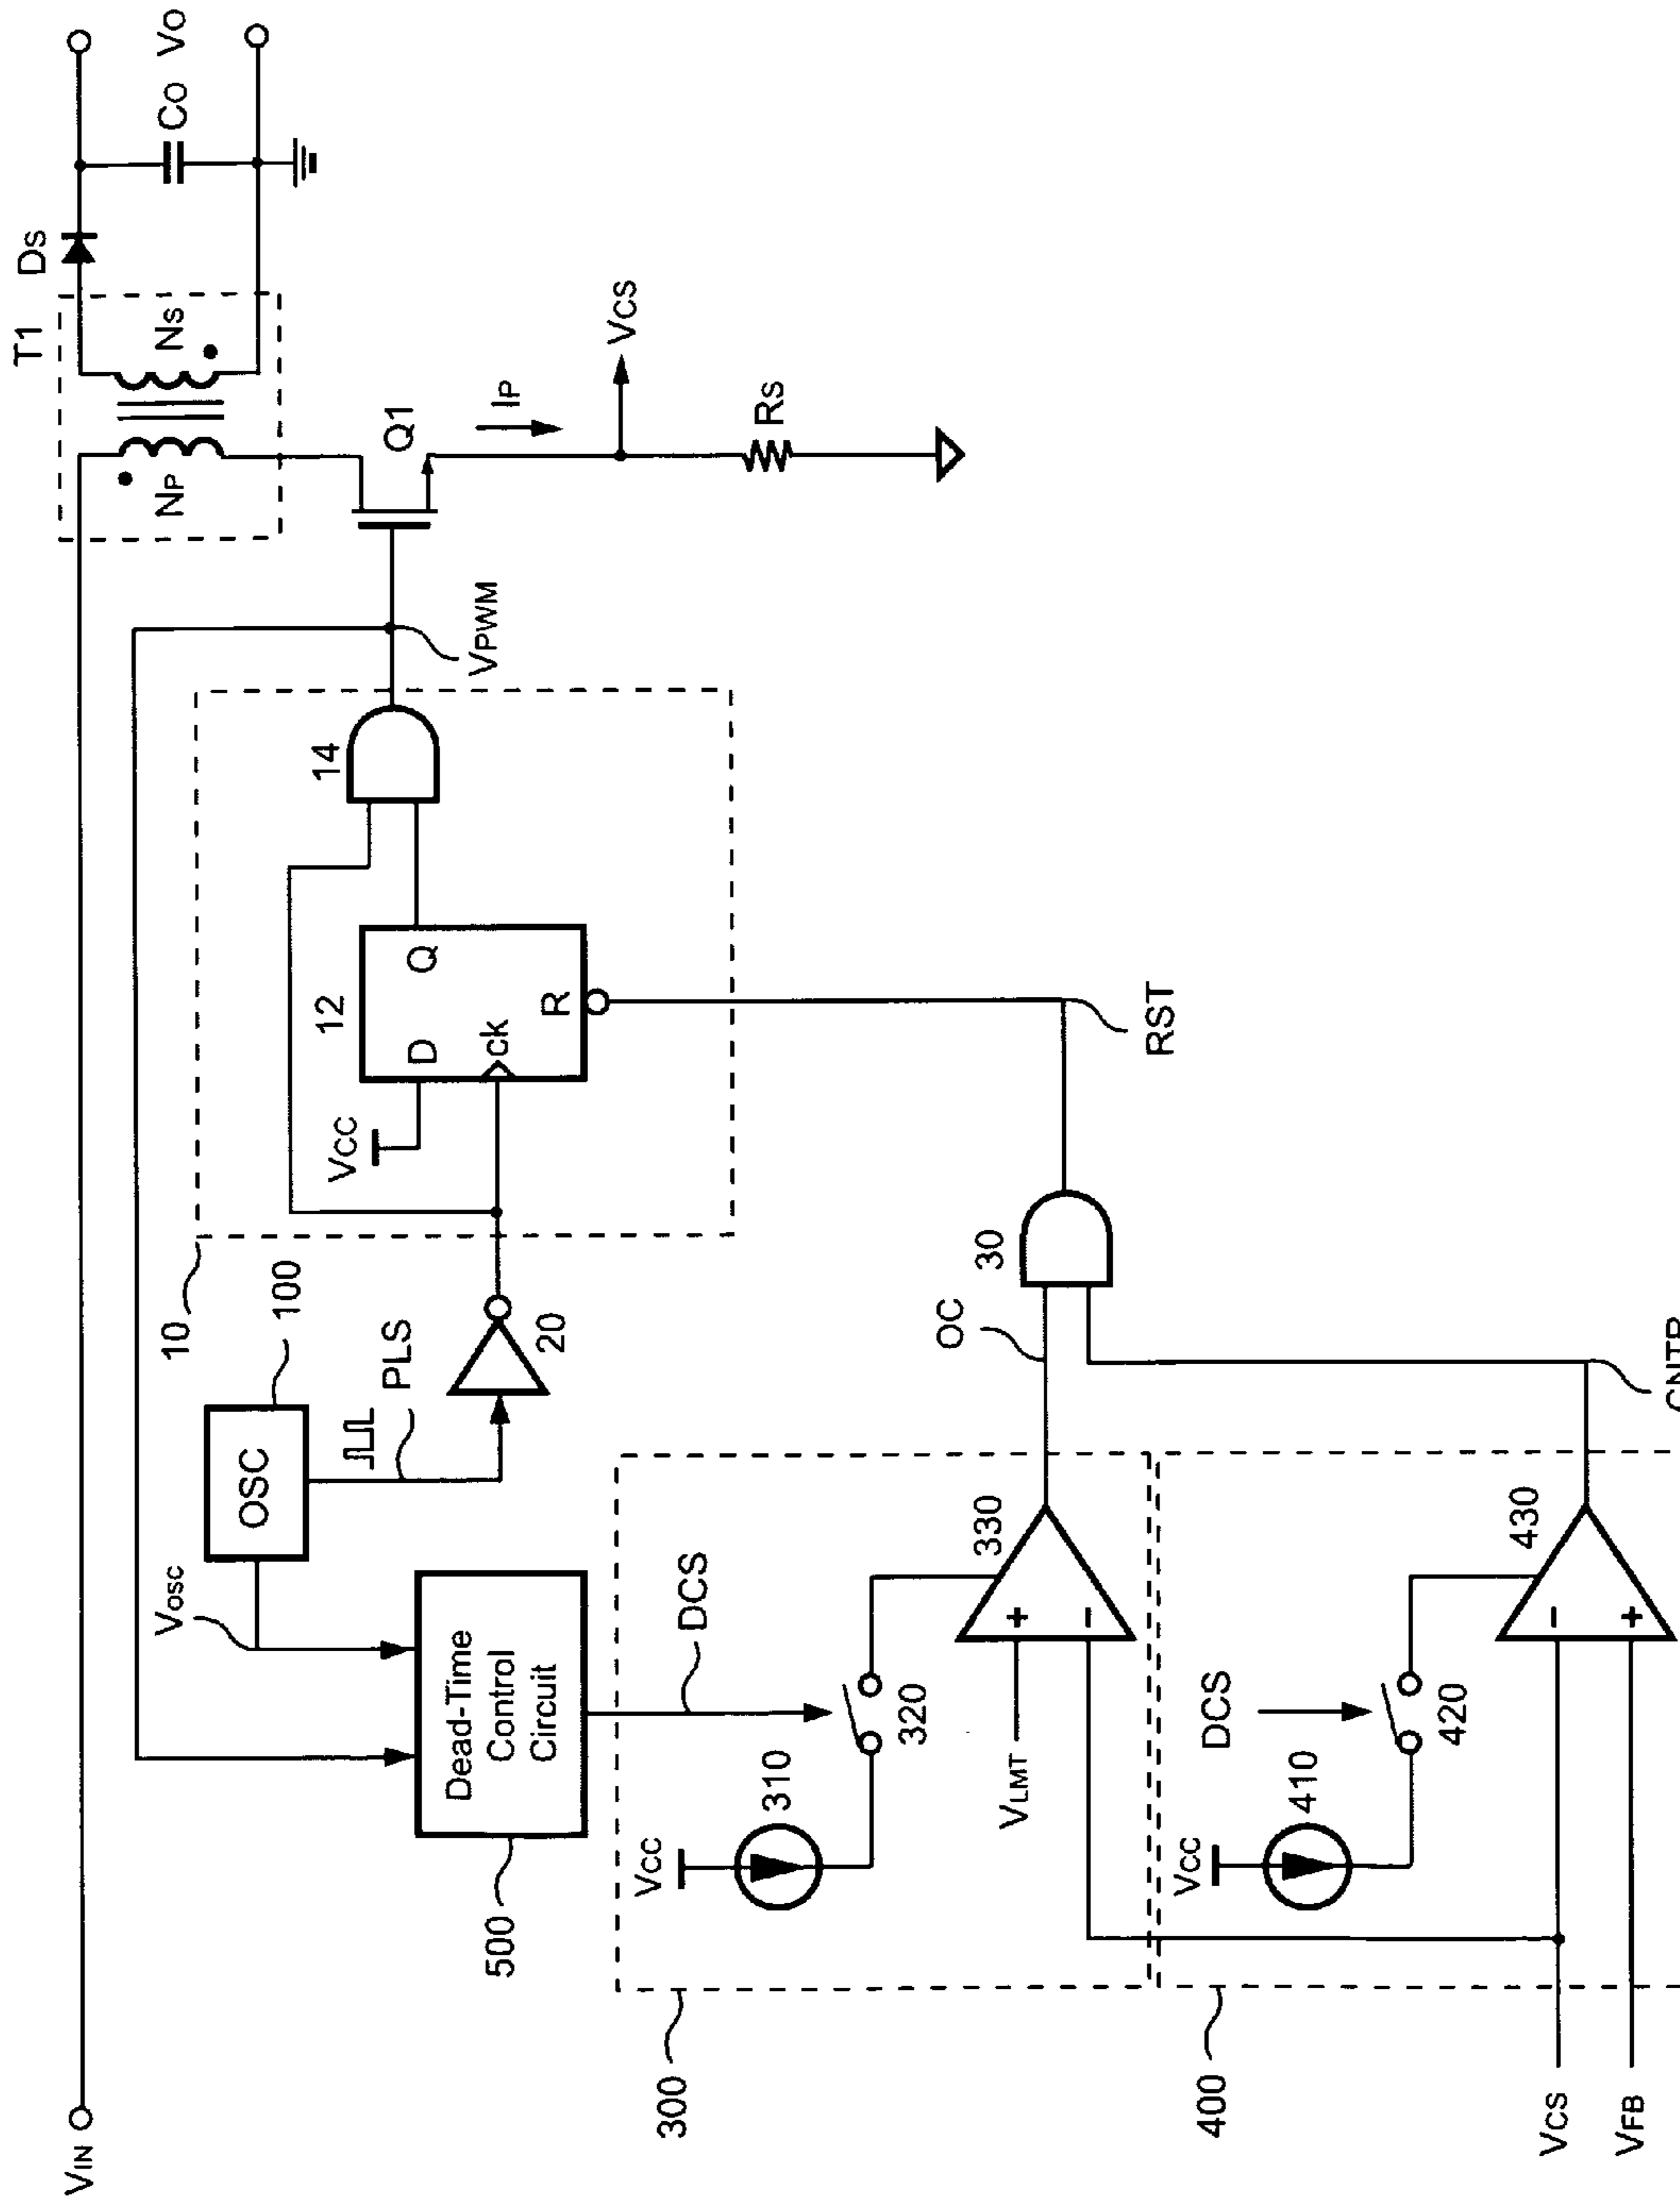 VIN
T1
NP
NS
DS
CO
VO
Q1
IP
VCS
RS
VPWM
10
14
12
D
Q
ck
R
VCC
RST
100
OSC
PLS
20
Vosc
Dead-Time
Control
Circuit
500
DCS
300
VCC
310
320
VLMT
330
+
−
OC
30
400
VCC
410
DCS
420
430
−
+
VCS
VFB